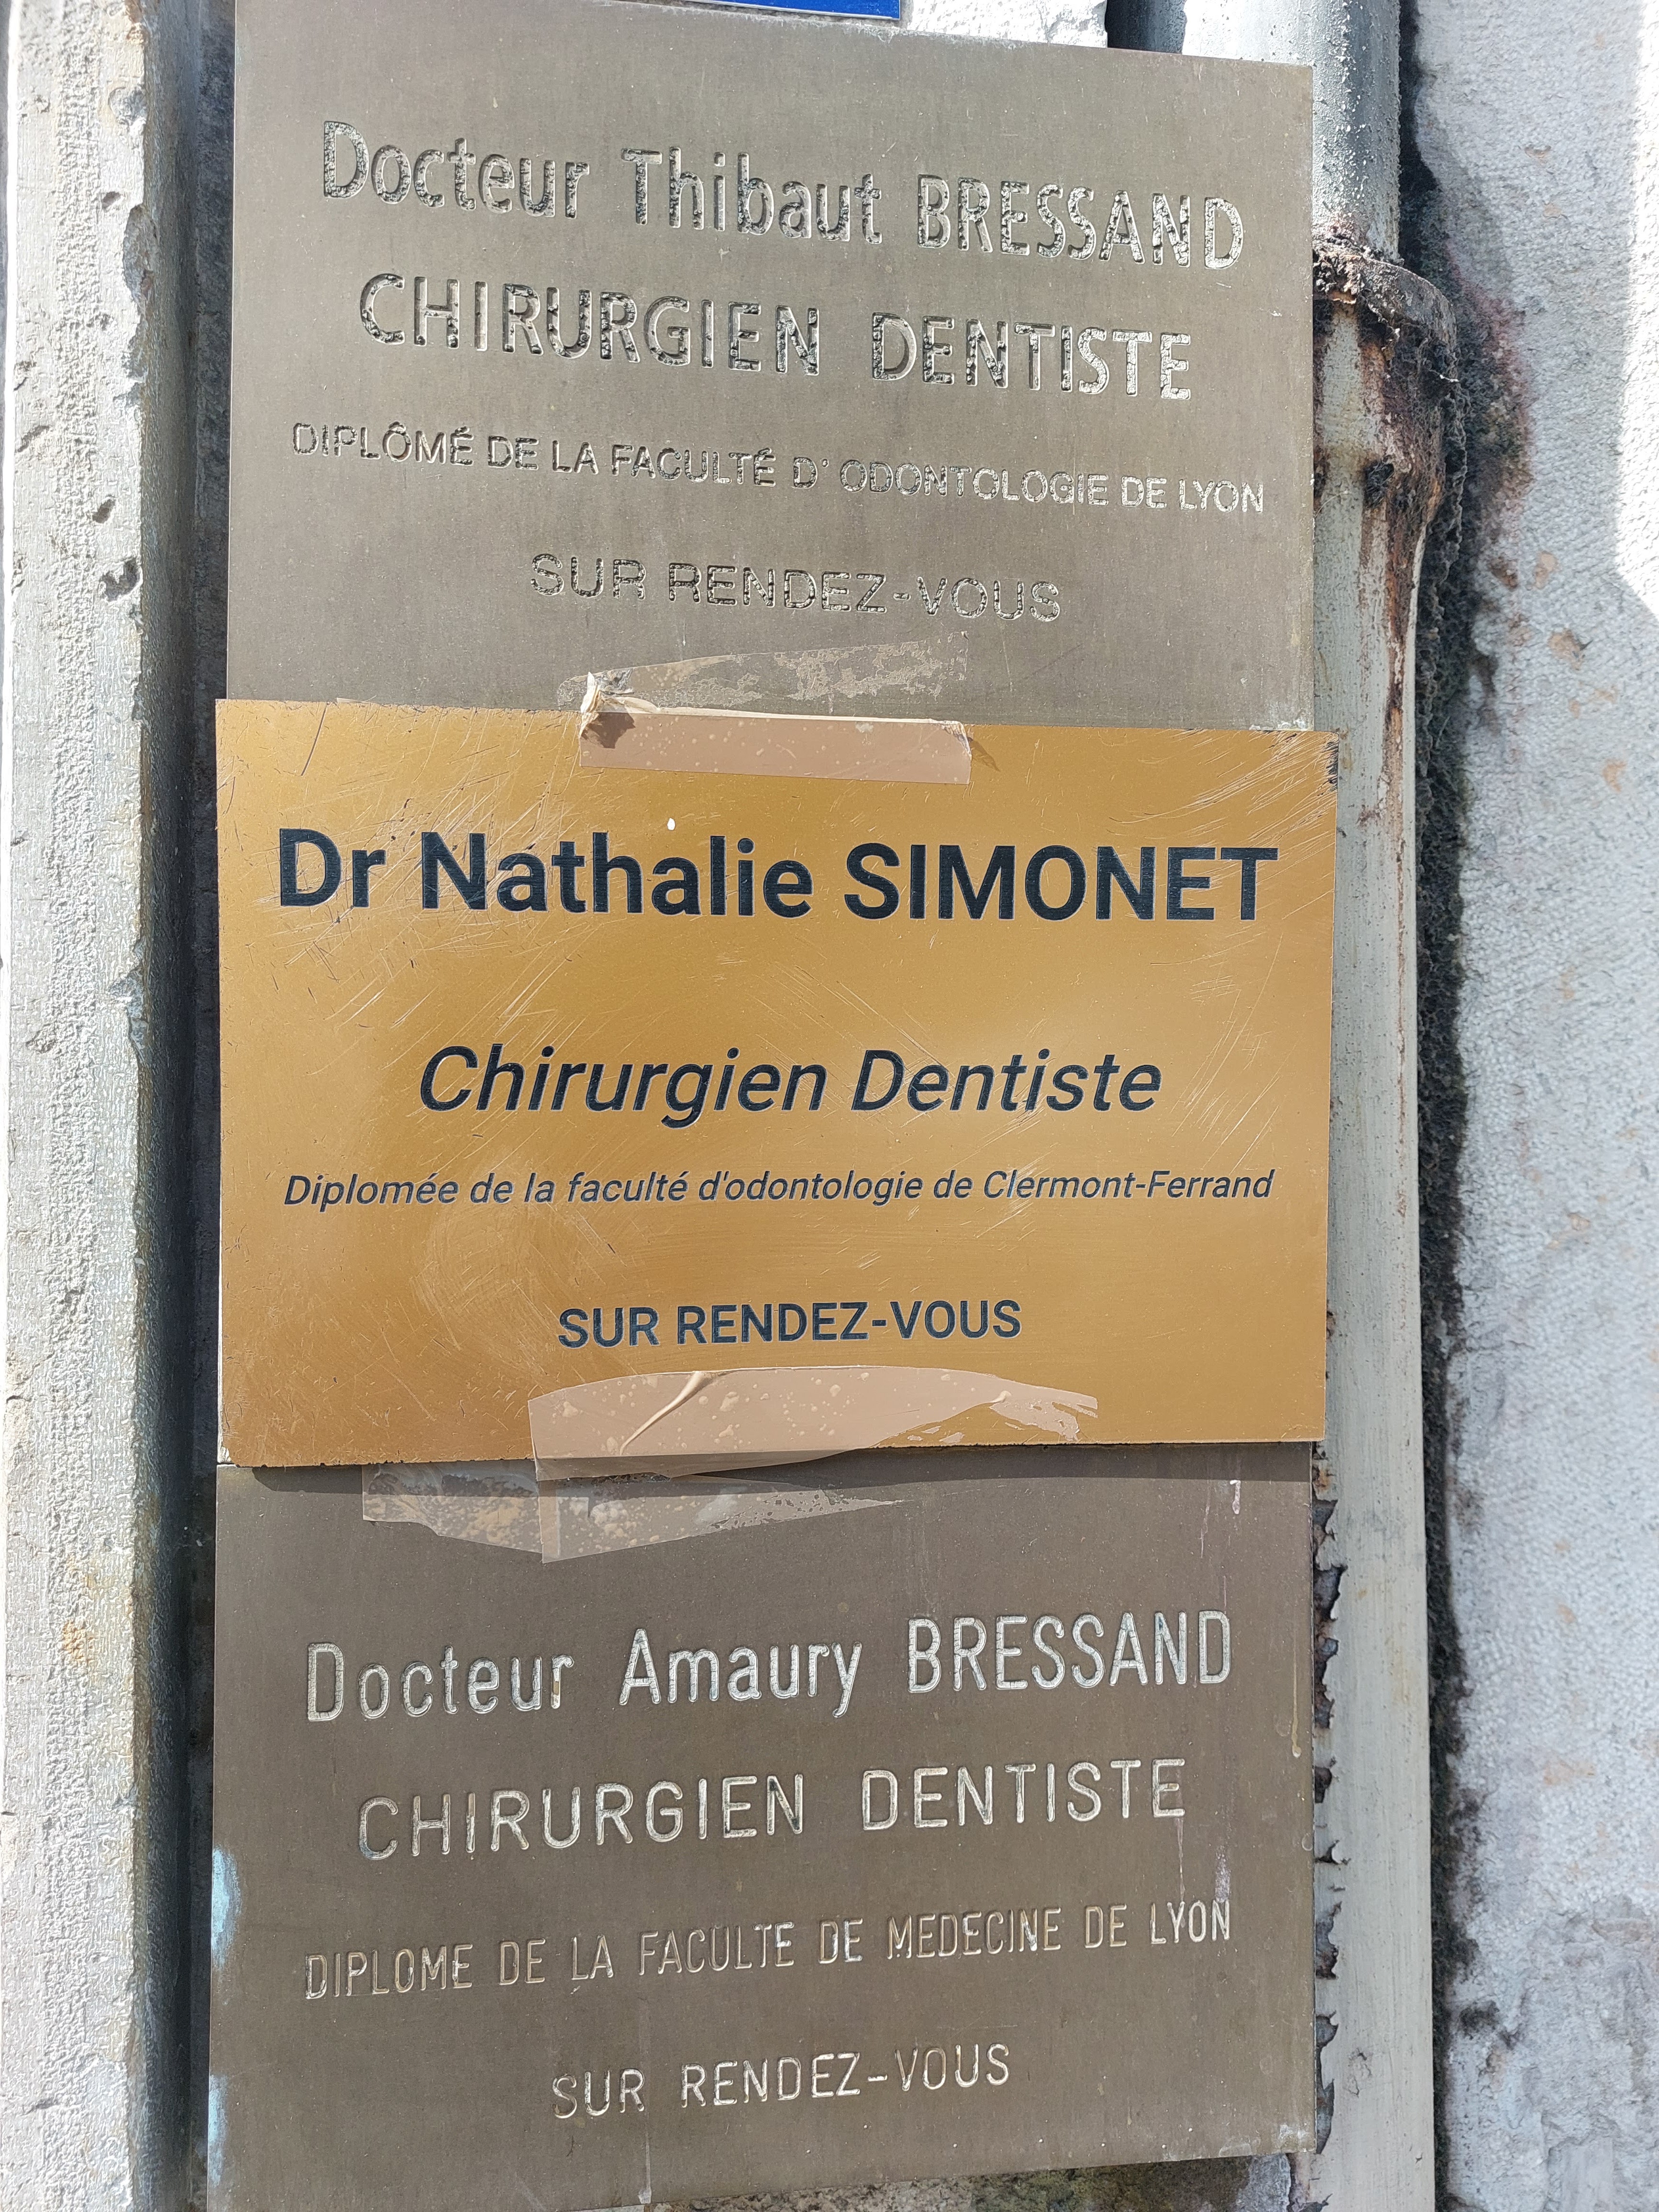 Docteur Thibaut BRESSAND
CHIRURGIEN DENTISTE
DIPLÔMÉ DE LA FACULTÉ D' ODONTOLOGIE DE LYON
SUR RENDEZ-VOUS
Dr Nathalie SIMONET
Chirurgien Dentiste
Diplomée de la faculté d'odontologie de Clermont-Ferrand
SUR RENDEZ-VOUS
Docteur Amaury BRESSAND
CHIRURGIEN DENTISTE
DIPLOME DE LA FACULTE DE MEDECINE DE LYON
SUR RENDEZ-VOUS